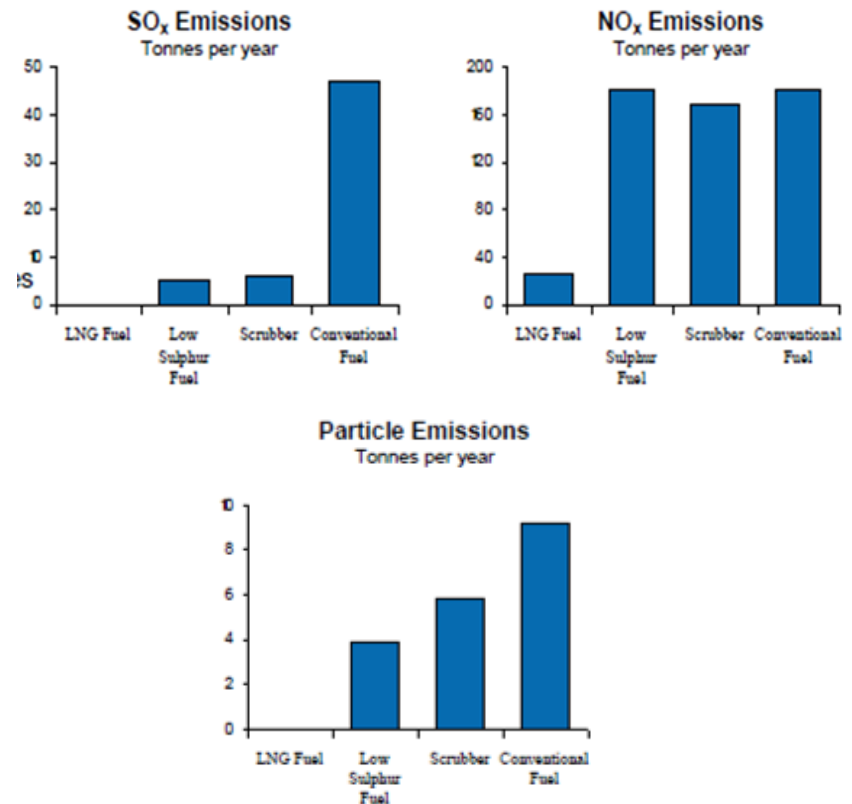 SOₓ Emissions
Tonnes per year
50
40
30
20
10
es
0
LNG Fuel
Low
Sulphur
Fuel
Scrubber
Conventional
Fuel
NOₓ Emissions
Tonnes per year
200
160
120
80
40
0
LNG Fuel
Low
Sulphur
Fuel
Scrubber
Conventional
Fuel
Particle Emissions
Tonnes per year
10
8
6
4
2
0
LNG Fuel
Low
Sulphur
Fuel
Scrubber
Conventional
Fuel